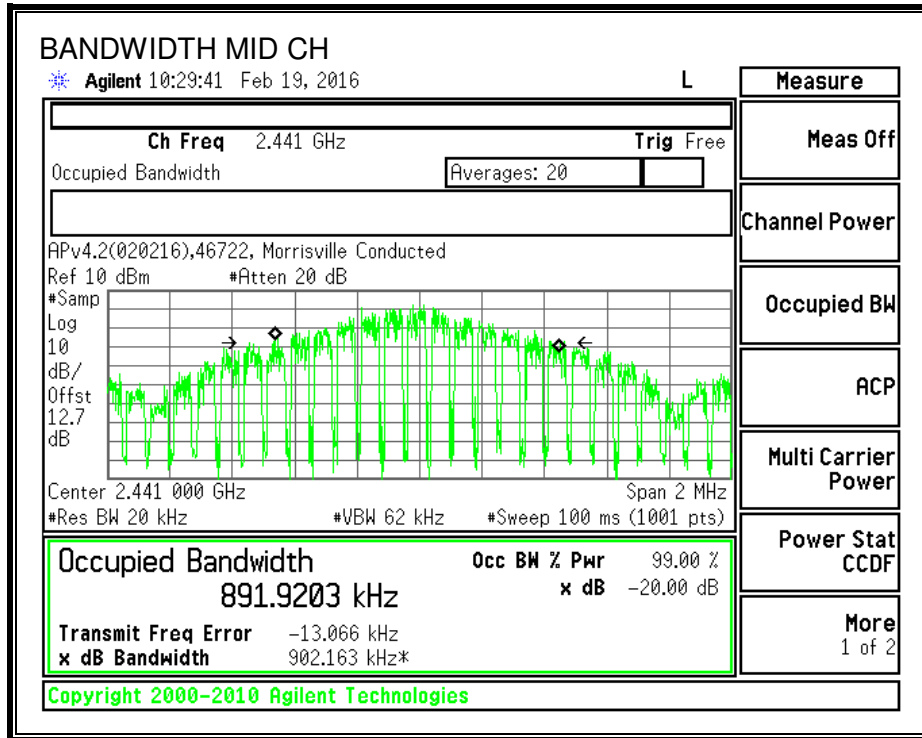 BANDWIDTH MID CH
Agilent 10:29:41 Feb 19, 2016 L
Measure
Ch Freq 2.441 GHz Trig Free
Meas Off
Occupied Bandwidth Averages: 20
Channel Power
APv4.2(020216),46722, Morrisville Conducted
Ref 10 dBm #Atten 20 dB
#Samp
Log
10
dB/
Offst
12.7
dB
Occupied BW
ACP
Multi Carrier
Power
Center 2.441 000 GHz Span 2 MHz
#Res BW 20 kHz #VBW 62 kHz #Sweep 100 ms (1001 pts)
Power Stat
CCDF
Occupied Bandwidth Occ BW % Pwr 99.00 %
891.9203 kHz x dB -20.00 dB
Transmit Freq Error -13.066 kHz
x dB Bandwidth 902.163 kHz*
More
1 of 2
Copyright 2000-2010 Agilent Technologies